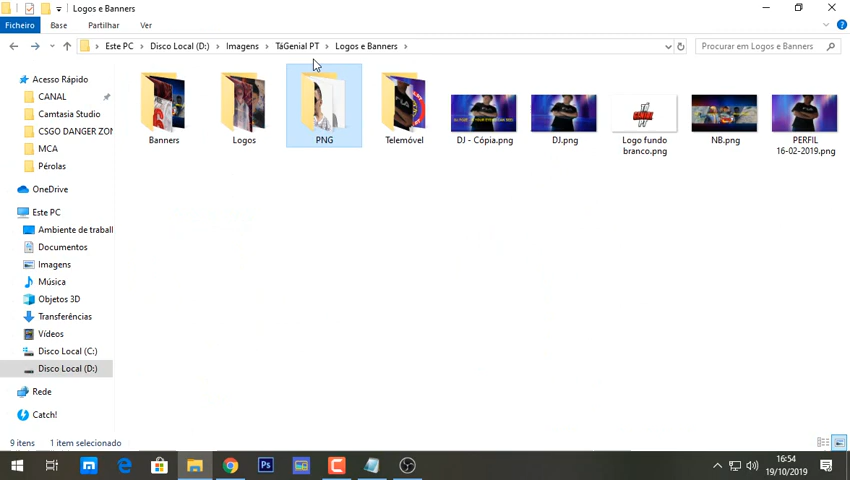 Logos e Banners
Ficheiro Base Partilhar Ver
Este PC Disco Local (D:) Imagens TáGenial PT Logos e Banners
Procurar em Logos e Banners
Acesso Rápido
CANAL
Camtasia Studio
CSGO DANGER ZON
MCA
Pérolas
OneDrive
Este PC
Ambiente de trabal
Documentos
Imagens
Música
Objetos 3D
Transferências
Vídeos
Disco Local (C:)
Disco Local (D:)
Rede
Catch!
Banners
Logos
PNG
Telemóvel
DJ - Cópia.png
DJ.png
Logo fundo
branco.png
NB.png
PERFIL
16-02-2019.png
9 itens 1 item selecionado
Ps
16:54
19/10/2019